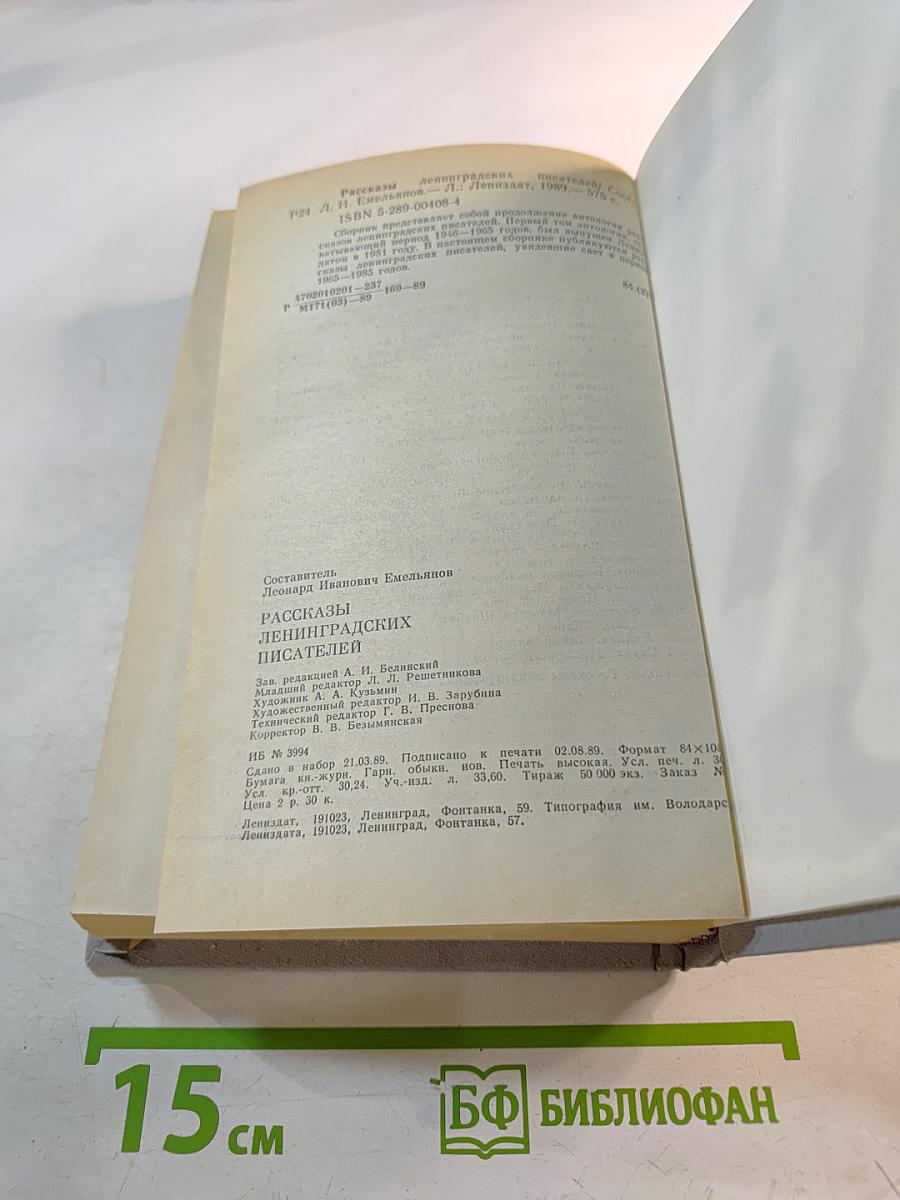 Рассказы ленинградских писателей/ Сост.
Р24 Л. И. Емельянов.— Л.: Лениздат, 1989.— 575 с.
ISBN 5-289-00408-4
Сборник представляет собой продолжение антологии рас
сказов ленинградских писателей. Первый том антологии,
ватывающий период 1946—1965 годов, был выпущен Лениз
датом в 1981 году. В настоящем сборнике публикуются рас
сказы ленинградских писателей, увидевшие свет в период
1965—1985 годов.
4702010201—237
Р М171(03)—89 160—89 84.(2)
Составитель
Леонард Иванович Емельянов
РАССКАЗЫ
ЛЕНИНГРАДСКИХ
ПИСАТЕЛЕЙ
Зав. редакцией А. И. Белинский
Младший редактор Л. Л. Решетникова
Художник А. А. Кузьмин
Художественный редактор И. В. Зарубина
Технический редактор Г. В. Преснова
Корректор В. В. Безымянская
ИБ № 3994
Сдано в набор 21.03.89. Подписано к печати 02.08.89. Формат 84×108
Бумага кн.-журн. Гарн. обыкн. нов. Печать высокая. Усл. печ. л. 30
Усл. кр.-отт. 30,24. Уч.-изд. л. 33,60. Тираж 50 000 экз. Заказ №
Цена 2 р. 30 к.
Лениздат, 191023, Ленинград, Фонтанка, 59. Типография им. Володарс
Лениздата, 191023, Ленинград, Фонтанка, 57.
15 см
БФ БИБЛИОФАН